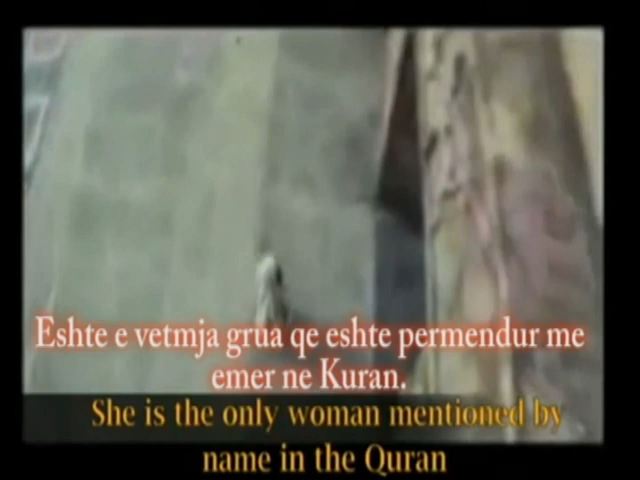 Eshte e vetmja grua qe eshte permendur me
emer ne Kuran.
She is the only woman mentioned by
name in the Quran